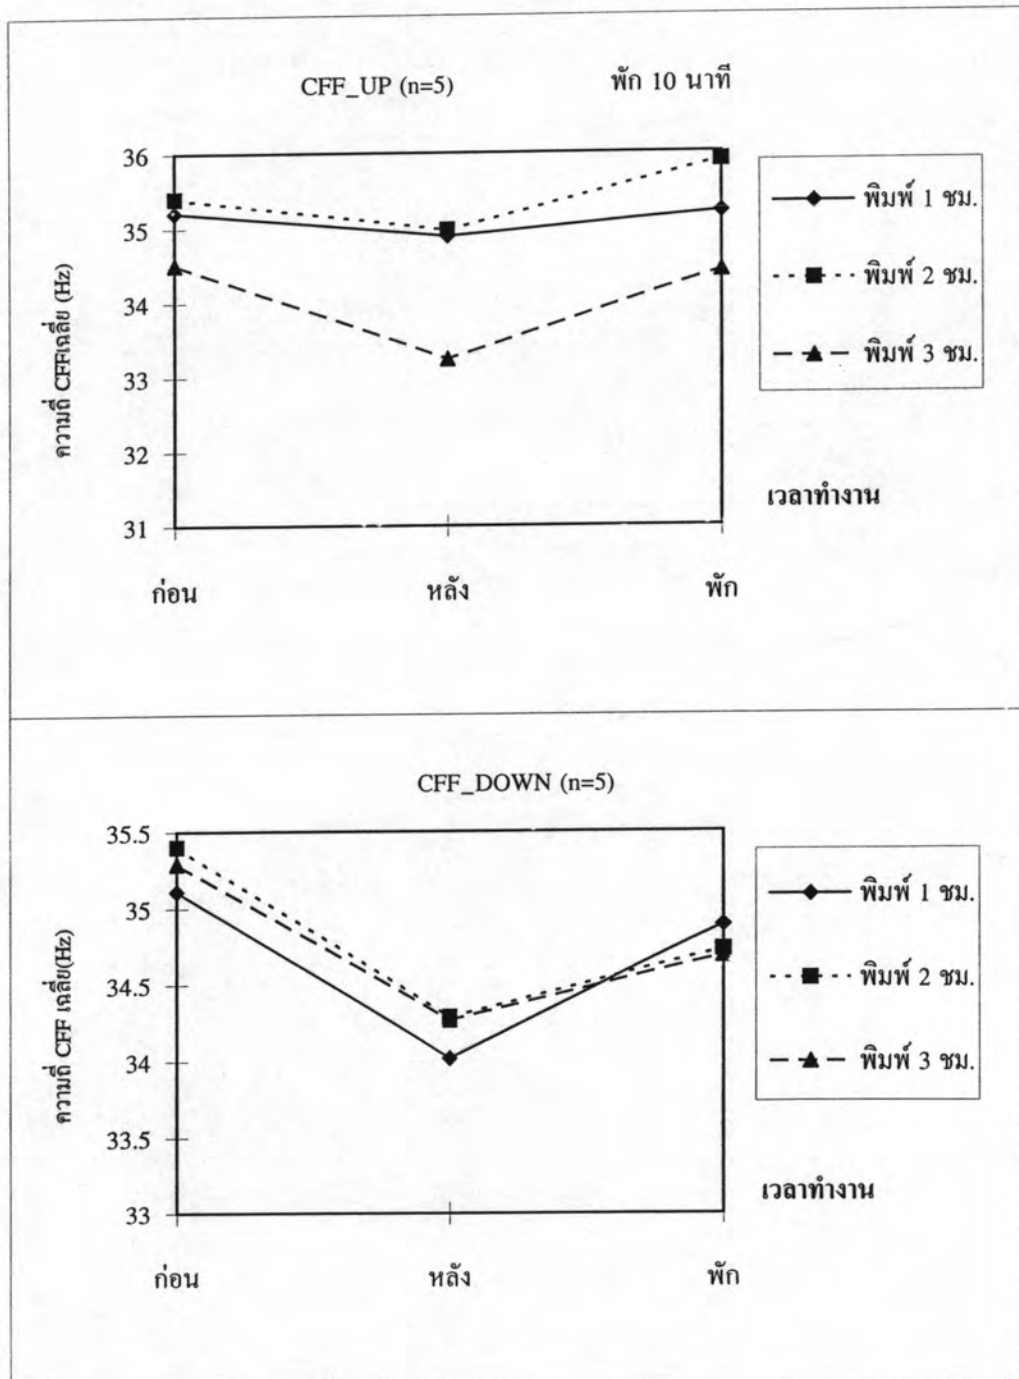 CFF_UP (n=5) พัก 10 นาที
ความถี่ CFFเฉลี่ย (Hz)
36
35
34
33
32
31
ก่อน หลัง พัก
พิมพ์ 1 ชม.
พิมพ์ 2 ชม.
พิมพ์ 3 ชม.
เวลาทำงาน
CFF_DOWN (n=5)
ความถี่ CFF เฉลี่ย(Hz)
35.5
35
34.5
34
33.5
33
ก่อน หลัง พัก
พิมพ์ 1 ชม.
พิมพ์ 2 ชม.
พิมพ์ 3 ชม.
เวลาทำงาน